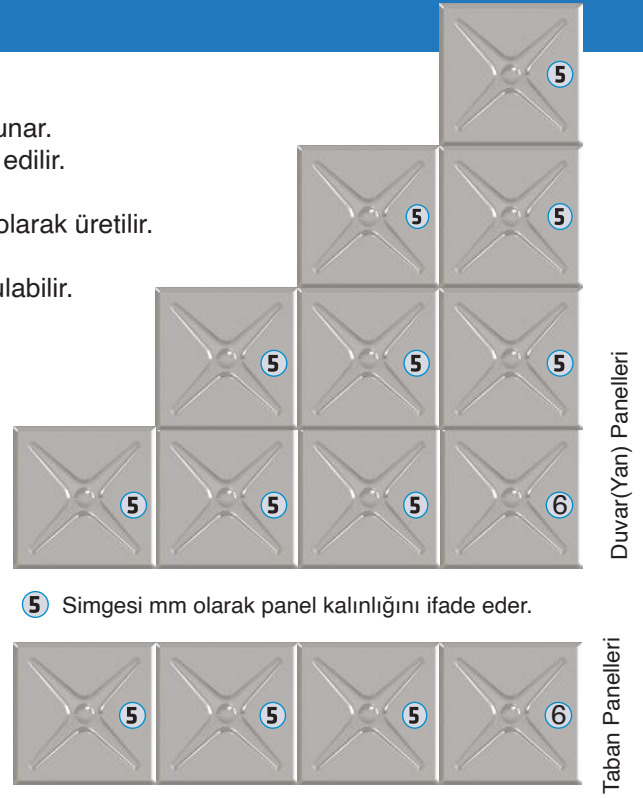 unar.
edilir.
olarak üretilir.
ulabilir.
5
5 5
5 5 5
5 5 5 6
Duvar(Yan) Panelleri
5 Simgesi mm olarak panel kalınlığını ifade eder.
5 5 5 6
Taban Panelleri